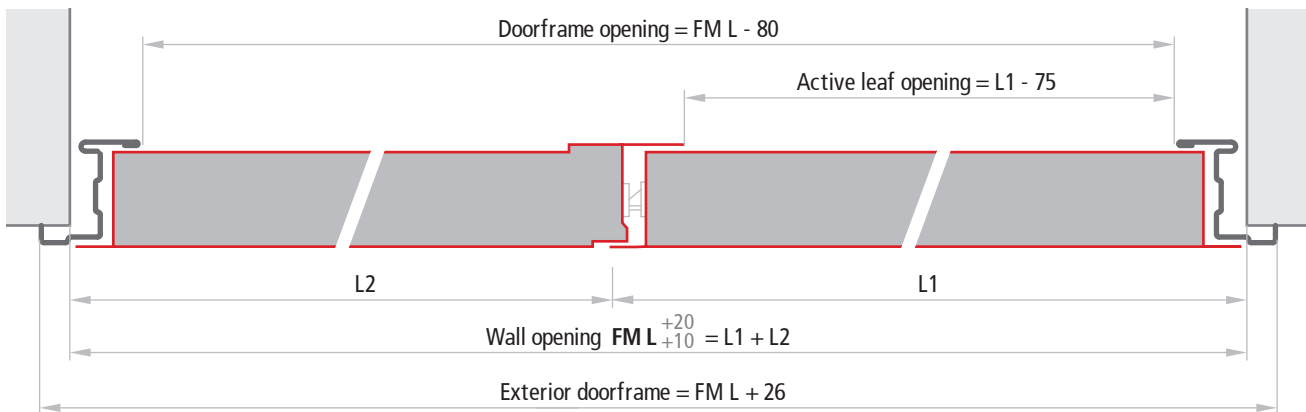 Doorframe opening = FM L - 80
Active leaf opening = L1 - 75
L2
L1
Wall opening FM L +20 +10 = L1 + L2
Exterior doorframe = FM L + 26